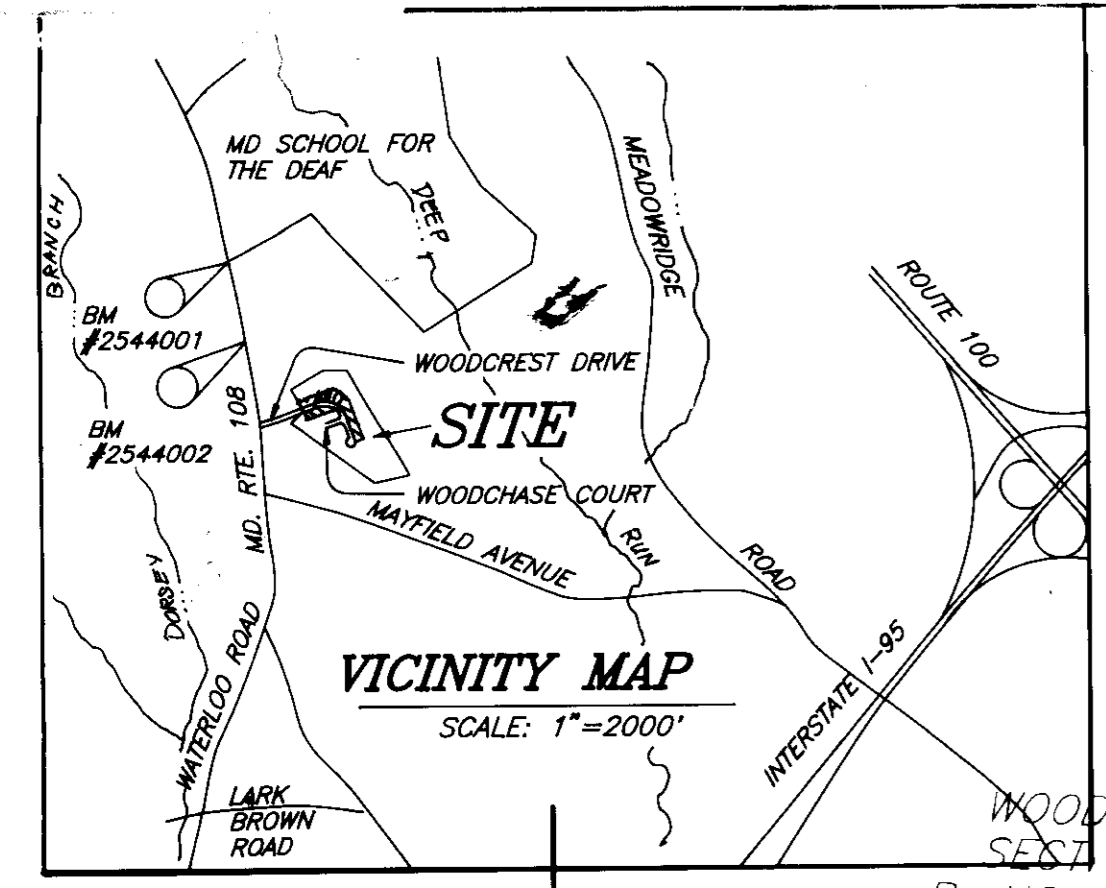 MD SCHOOL FOR
THE DEAF
DEEP
MEADOWRIDGE
BRANCH
ROUTE 100
BM
#2544001
WOODCREST DRIVE
SITE
BM
#2544002
MD. RTE. 108
WOODCHASE COURT
MAYFIELD AVENUE
RUN
ROAD
DORSEY
WATERLOO ROAD
VICINITY MAP
SCALE: 1"=2000'
INTERSTATE I-95
LARK
BROWN
ROAD
WOOD
SECT